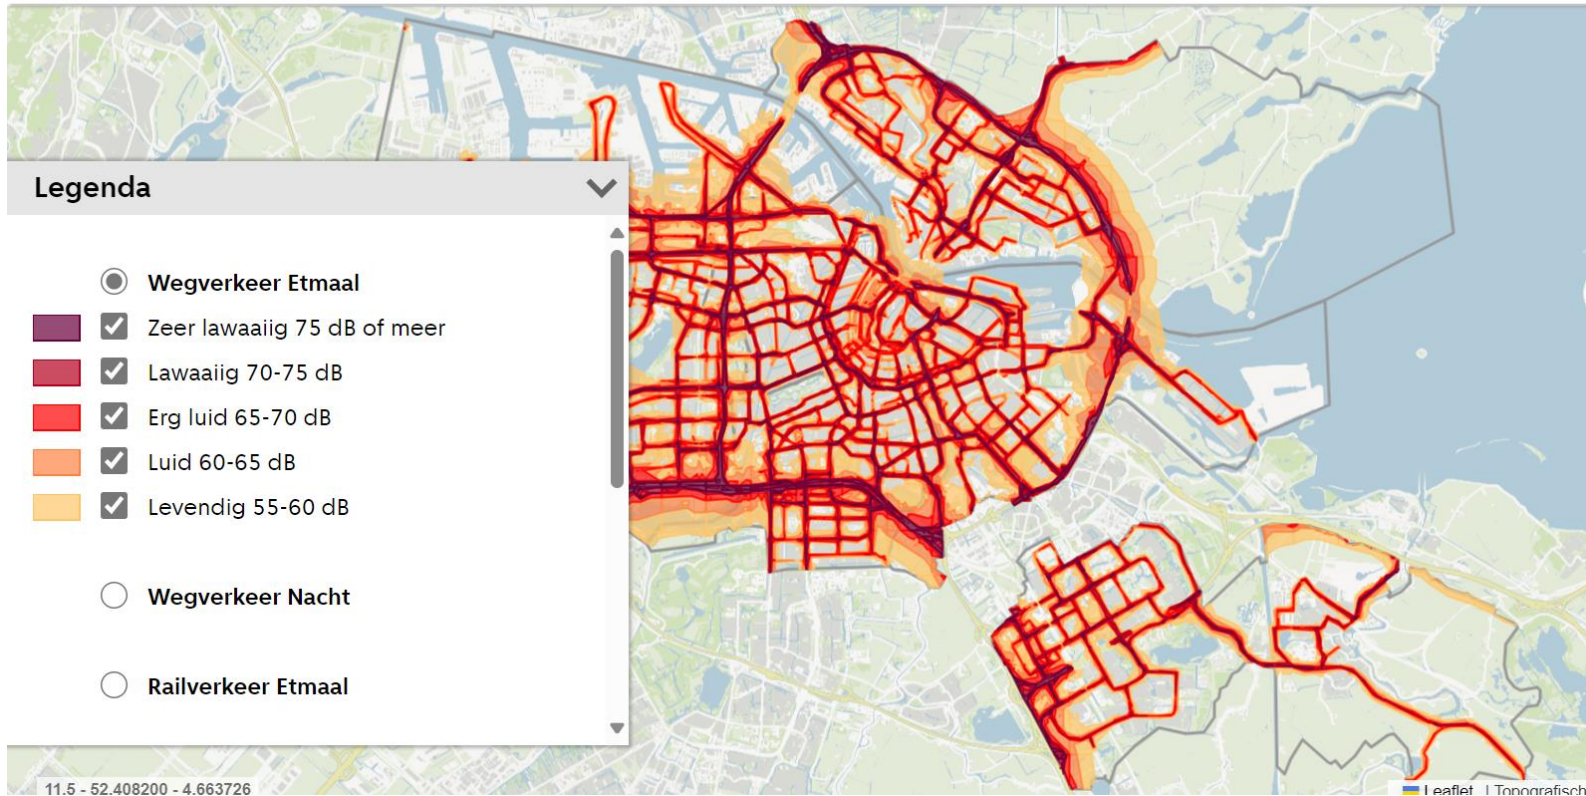 Legenda
Wegverkeer Etmaal
Zeer lawaaiig 75 dB of meer
Lawaaiig 70-75 dB
Erg luid 65-70 dB
Luid 60-65 dB
Levendig 55-60 dB
Wegverkeer Nacht
Railverkeer Etmaal
11.5 - 52.408200 - 4.663726
Leaflet | Topografisch